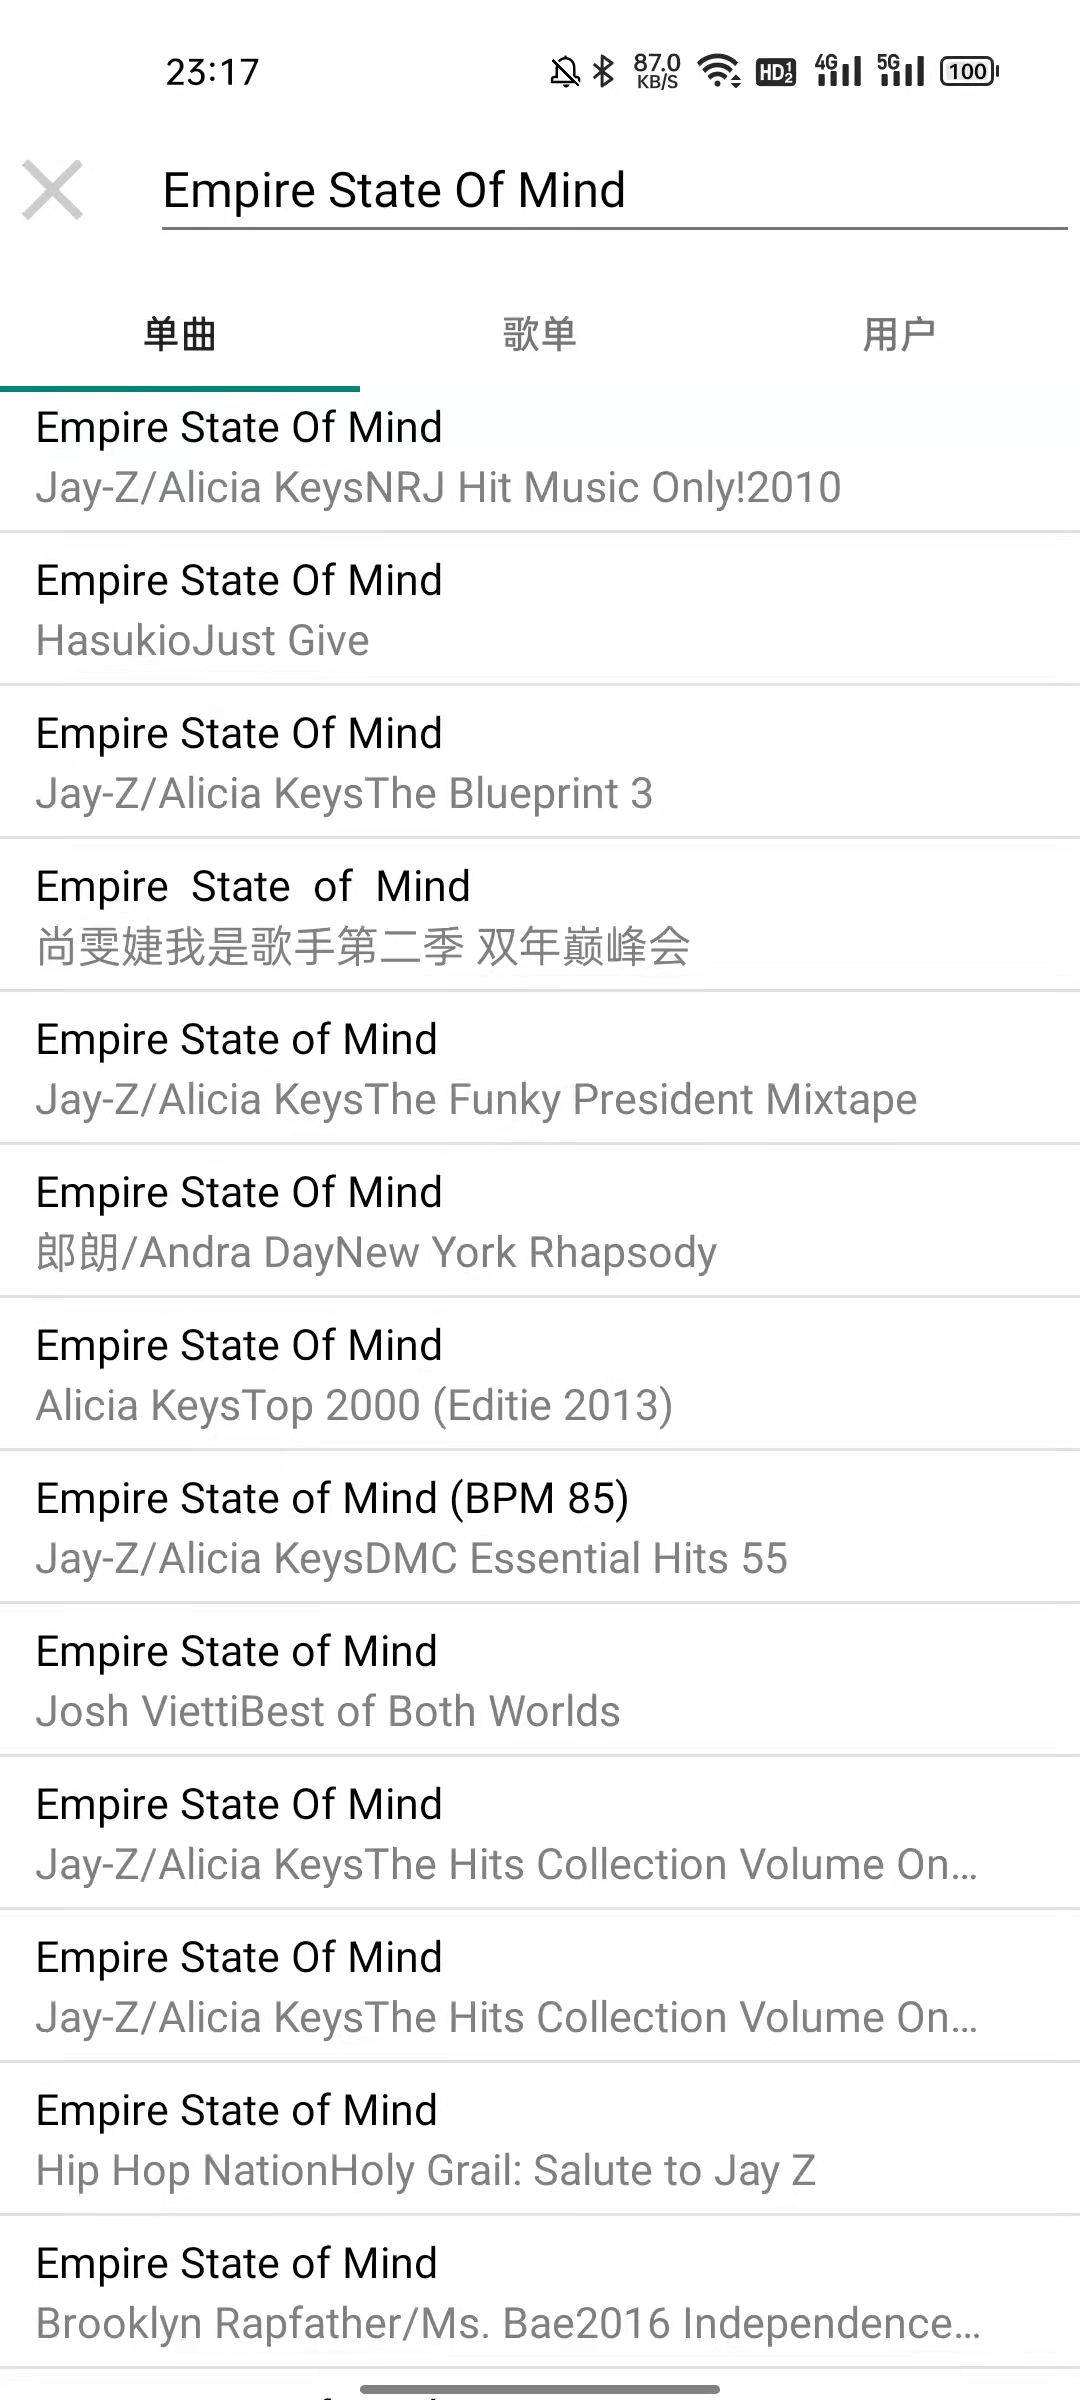 23:17 87.0 KB/S HD 1 2 4G 5G 100
Empire State Of Mind
单曲 歌单 用户
Empire State Of Mind
Jay-Z/Alicia KeysNRJ Hit Music Only!2010
Empire State Of Mind
HasukioJust Give
Empire State Of Mind
Jay-Z/Alicia KeysThe Blueprint 3
Empire State of Mind
尚雯婕我是歌手第二季 双年巅峰会
Empire State of Mind
Jay-Z/Alicia KeysThe Funky President Mixtape
Empire State Of Mind
郎朗/Andra DayNew York Rhapsody
Empire State Of Mind
Alicia KeysTop 2000 (Editie 2013)
Empire State of Mind (BPM 85)
Jay-Z/Alicia KeysDMC Essential Hits 55
Empire State of Mind
Josh ViettiBest of Both Worlds
Empire State Of Mind
Jay-Z/Alicia KeysThe Hits Collection Volume On...
Empire State Of Mind
Jay-Z/Alicia KeysThe Hits Collection Volume On...
Empire State of Mind
Hip Hop NationHoly Grail: Salute to Jay Z
Empire State of Mind
Brooklyn Rapfather/Ms. Bae2016 Independence...